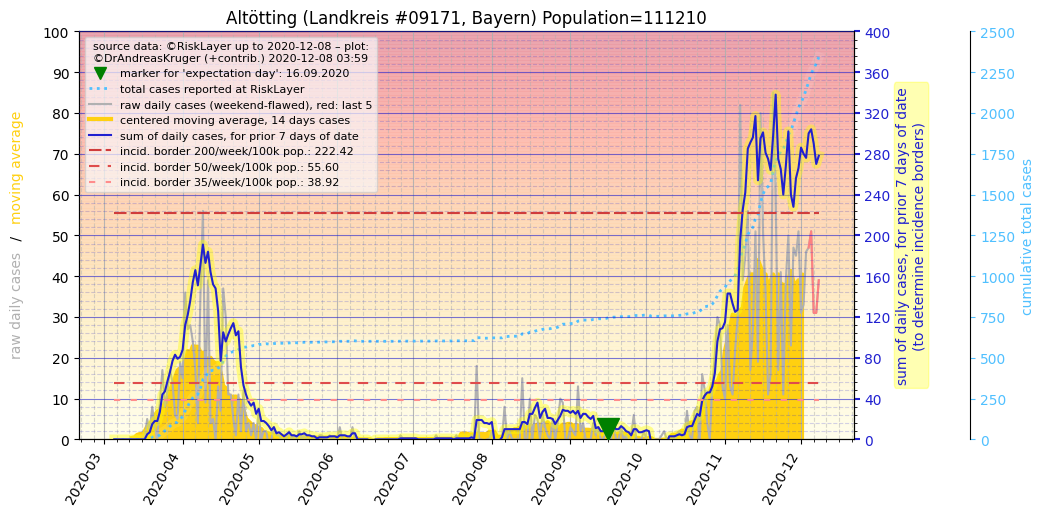 Altötting (Landkreis #09171, Bayern) Population=111210
source data: ©RiskLayer up to 2020-12-08 – plot:
©DrAndreasKruger (+contrib.) 2020-12-08 03:59
marker for 'expectation day': 16.09.2020
total cases reported at RiskLayer
raw daily cases (weekend-flawed), red: last 5
centered moving average, 14 days cases
sum of daily cases, for prior 7 days of date
incid. border 200/week/100k pop.: 222.42
incid. border 50/week/100k pop.: 55.60
incid. border 35/week/100k pop.: 38.92
raw daily cases / moving average
100
90
80
70
60
50
40
30
20
10
0
400
360
320
280
240
200
160
120
80
40
0
sum of daily cases, for prior 7 days of date
(to determine incidence borders)
2500
2250
2000
1750
1500
1250
1000
750
500
250
0
cumulative total cases
2020-03
2020-04
2020-05
2020-06
2020-07
2020-08
2020-09
2020-10
2020-11
2020-12